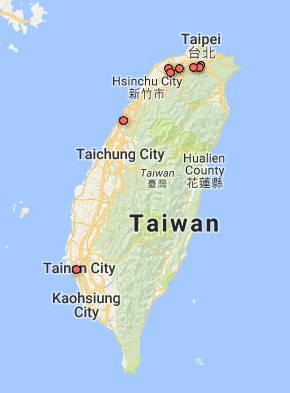 Taipei
台北
Hsinchu City
新竹市
Taichung City
Hualien
County
花蓮縣
Taiwan
臺灣
Taiwan
Tainan City
Kaohsiung
City